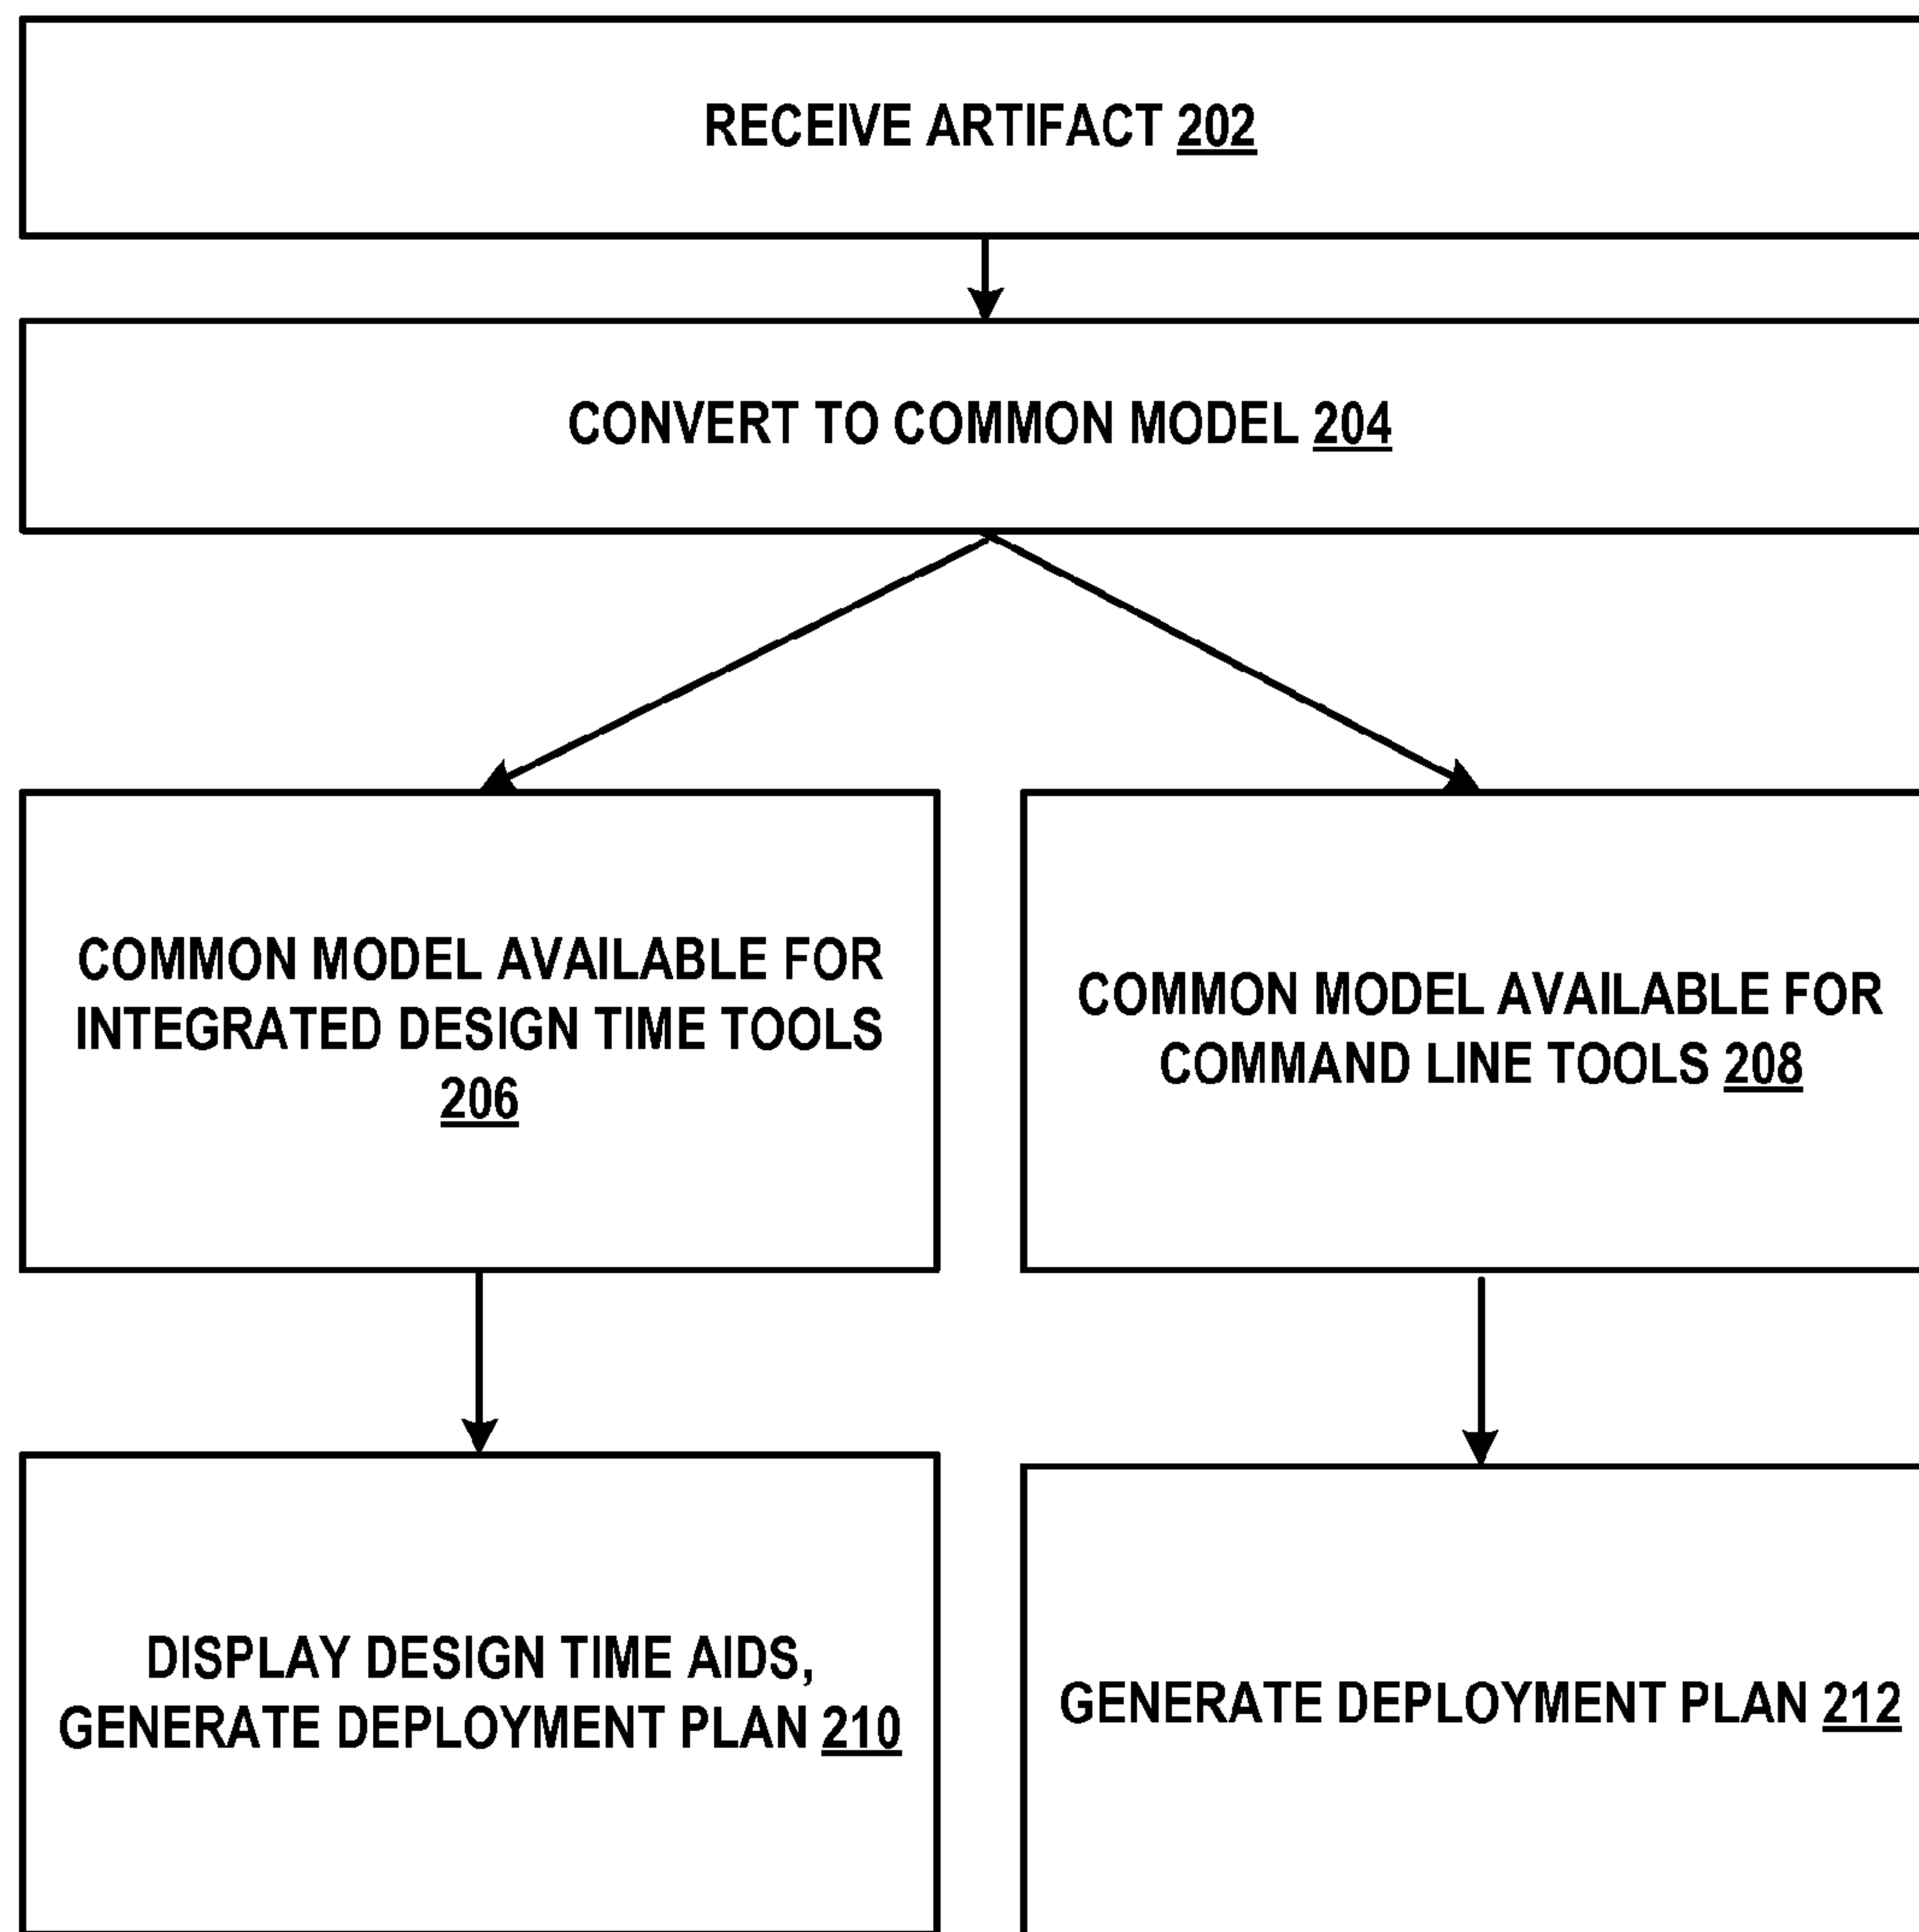 RECEIVE ARTIFACT 202
CONVERT TO COMMON MODEL 204
COMMON MODEL AVAILABLE FOR
INTEGRATED DESIGN TIME TOOLS
206
COMMON MODEL AVAILABLE FOR
COMMAND LINE TOOLS 208
DISPLAY DESIGN TIME AIDS,
GENERATE DEPLOYMENT PLAN 210
GENERATE DEPLOYMENT PLAN 212